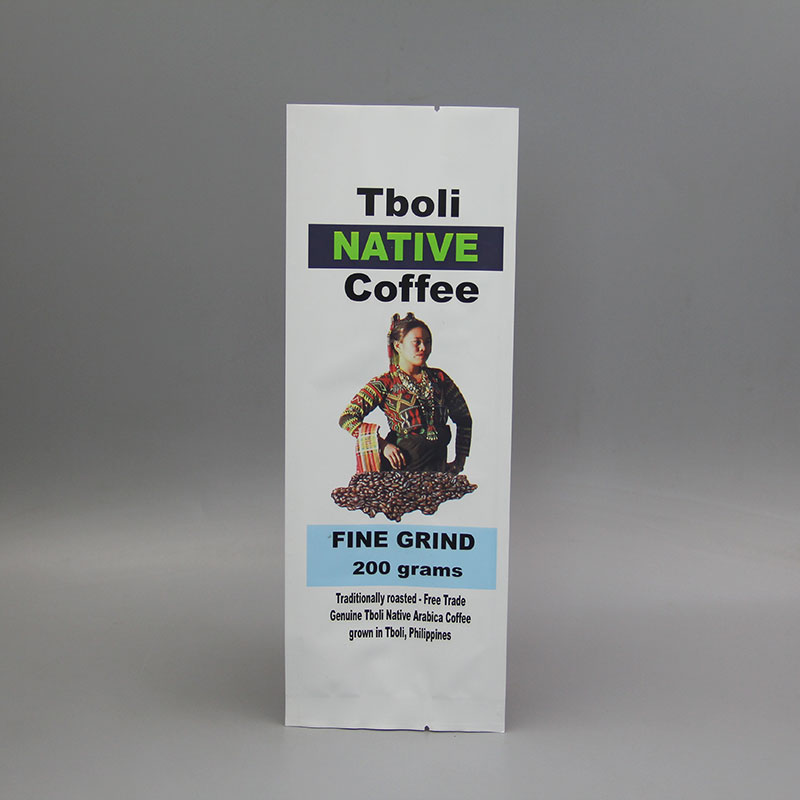 Tboli
NATIVE
Coffee
FINE GRIND
200 grams
Traditionally roasted - Free Trade
Genuine Tboli Native Arabica Coffee
grown in Tboli, Philippines